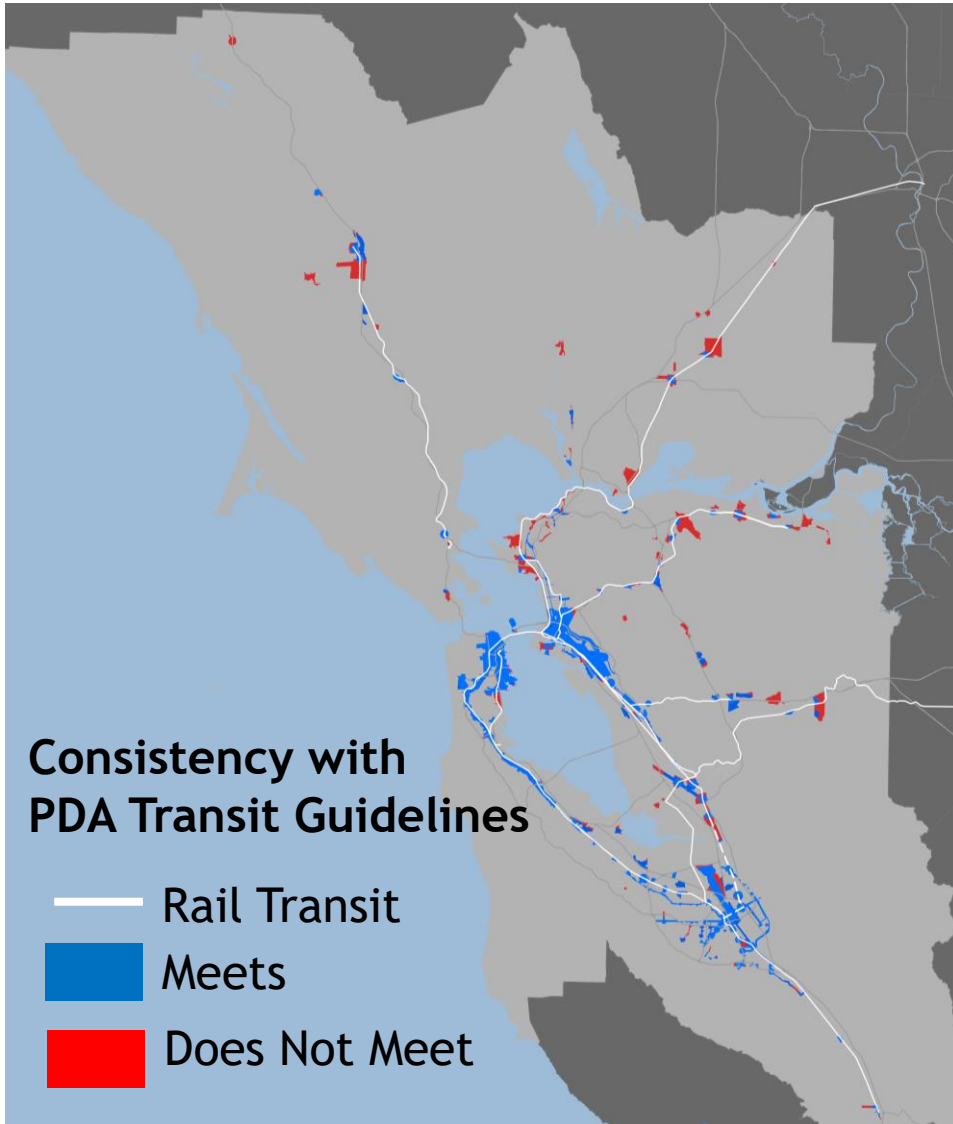 Consistency with
PDA Transit Guidelines
Rail Transit
Meets
Does Not Meet